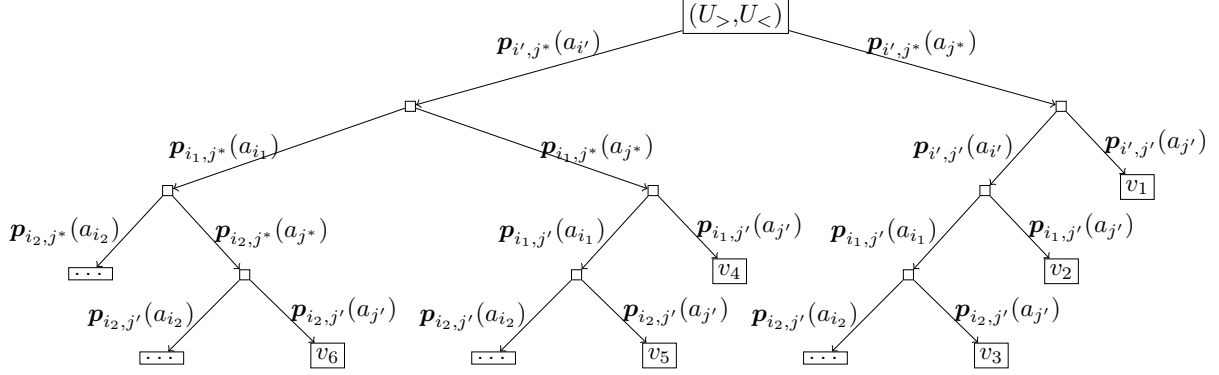 (U_>,U_<)
p_{i',j*}(a_{i'}) p_{i',j*}(a_{j*})
p_{i_1,j*}(a_{i_1}) p_{i_1,j*}(a_{j*}) p_{i',j'}(a_{i'}) p_{i',j'}(a_{j'})
v_1
p_{i_2,j*}(a_{i_2}) p_{i_2,j*}(a_{j*}) p_{i_1,j'}(a_{i_1}) p_{i_1,j'}(a_{j'}) p_{i_1,j'}(a_{i_1}) p_{i_1,j'}(a_{j'})
... v_4 v_2
p_{i_2,j'}(a_{i_2}) p_{i_2,j'}(a_{j'}) p_{i_2,j'}(a_{i_2}) p_{i_2,j'}(a_{j'}) p_{i_2,j'}(a_{i_2}) p_{i_2,j'}(a_{j'})
... v_6 ... v_5 ... v_3